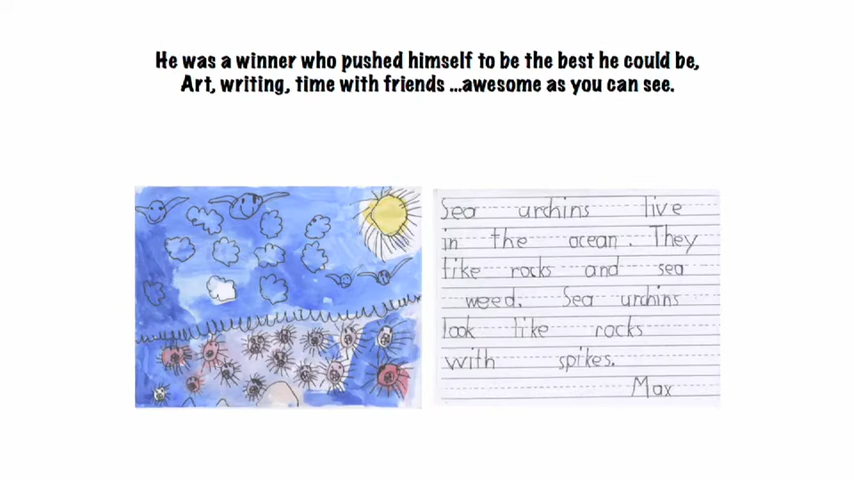 He was a winner who pushed himself to be the best he could be,
Art, writing, time with friends ...awesome as you can see.
Sea urchins live
in the ocean. They
like rocks and sea
weed. Sea urchins
look like rocks
with spikes.
Max